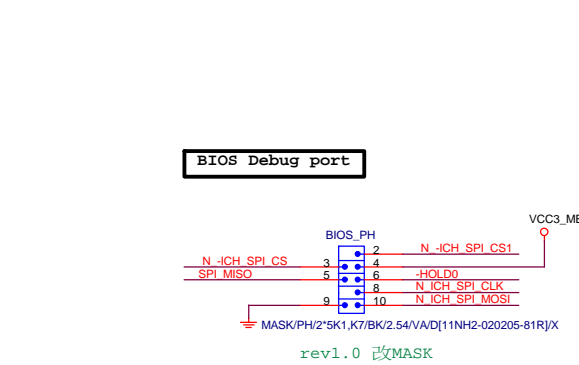 BIOS Debug port
VCC3_ME
BIOS_PH
2 N_-ICH_SPI_CS1
N_-ICH_SPI_CS 3 4
SPI_MISO 5 6 -HOLD0
8 N_ICH_SPI_CLK
9 10 N_ICH_SPI_MOSI
MASK/PH/2*5K1,K7/BK/2.54/VA/D[11NH2-020205-81R]/X
rev1.0 改MASK